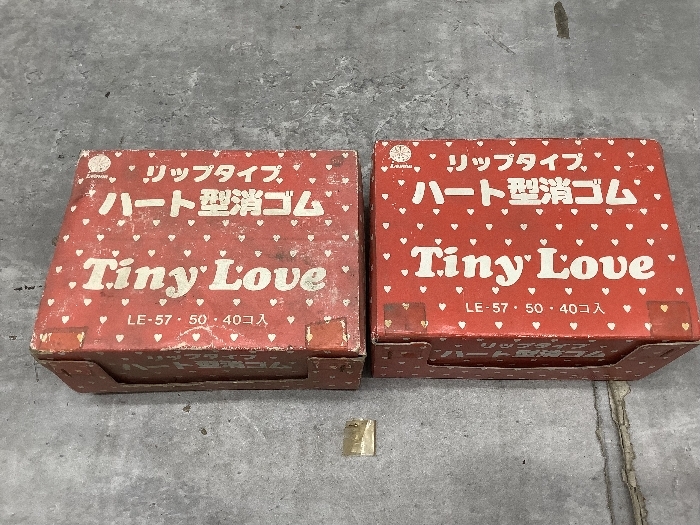 リップタイプ
ハート型消ゴム
Tiny Love
LE-57・50・40コ入
リップタイプ
ハート型消ゴム
Tiny Love
LE-57・50・40コ入